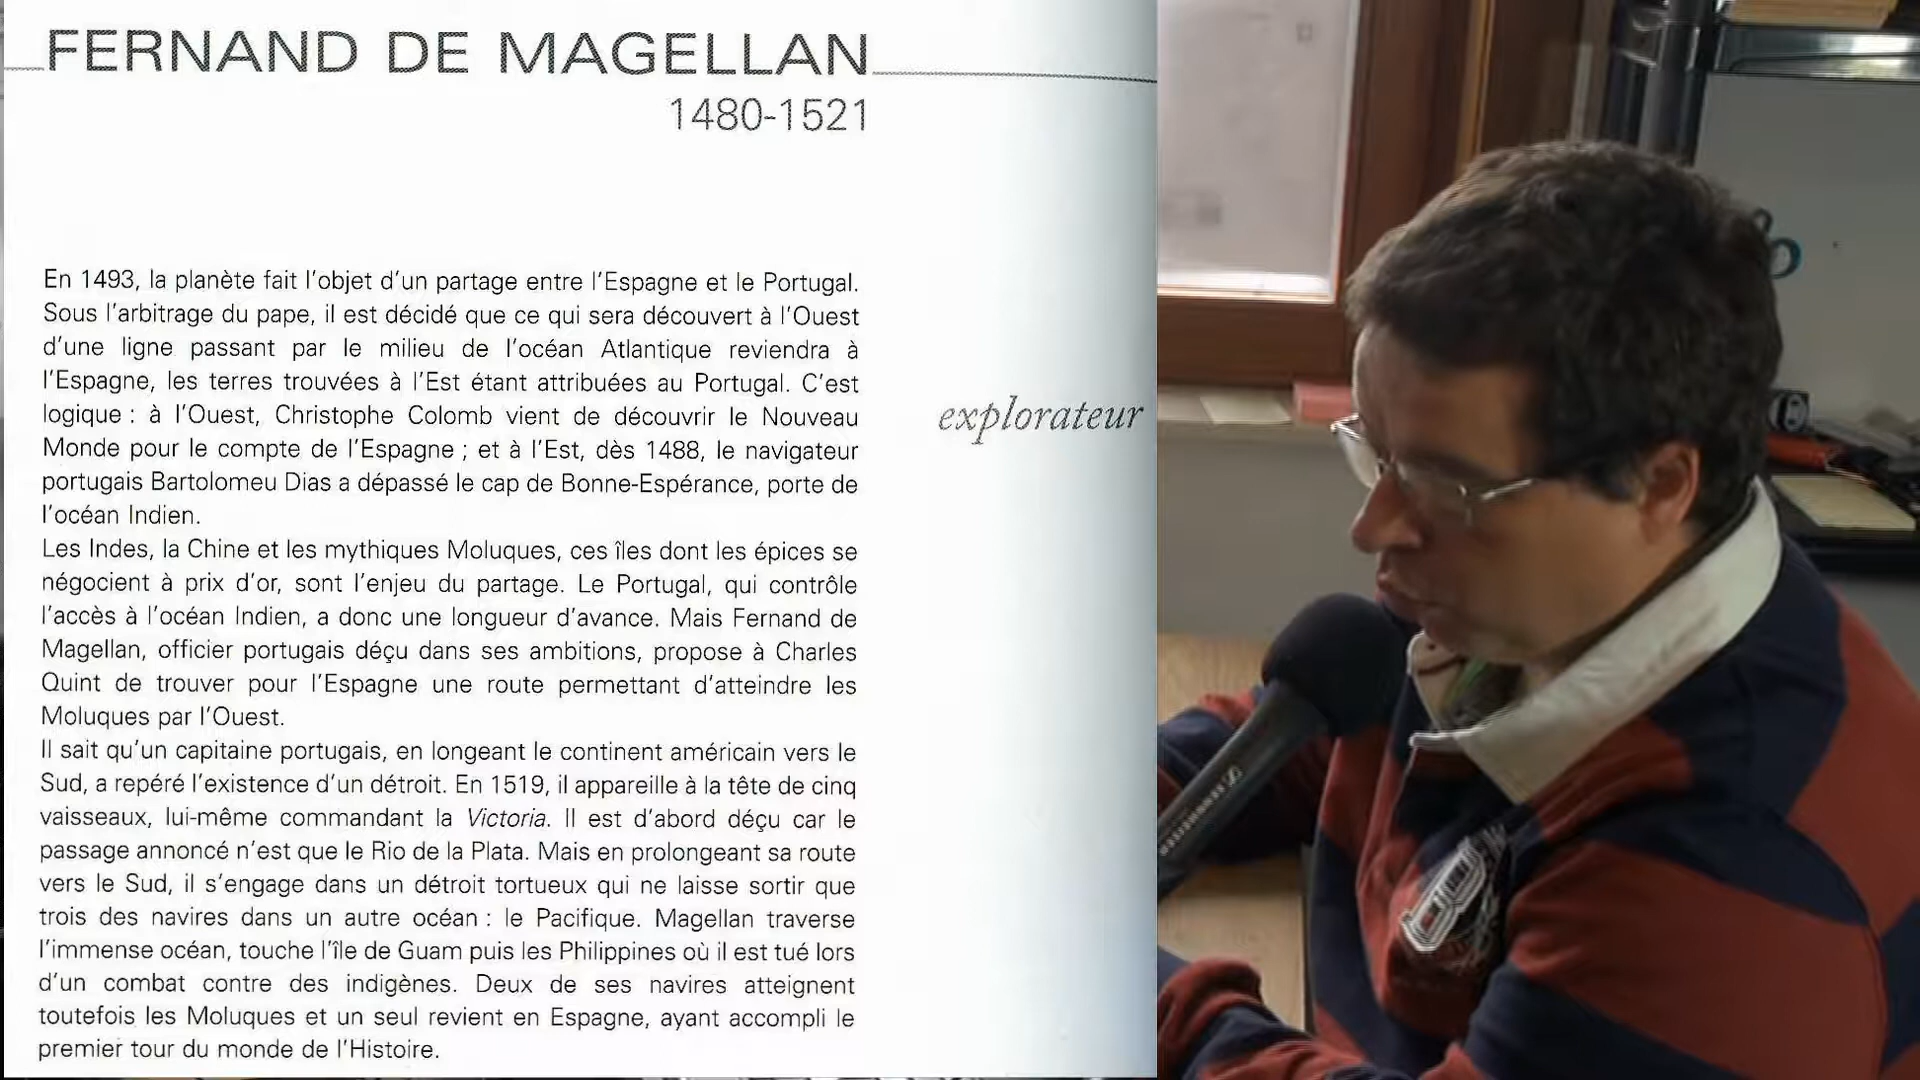 FERNAND DE MAGELLAN
1480-1521
En 1493, la planète fait l'objet d'un partage entre l'Espagne et le Portugal.
Sous l'arbitrage du pape, il est décidé que ce qui sera découvert à l'Ouest
d'une ligne passant par le milieu de l'océan Atlantique reviendra à
l'Espagne, les terres trouvées à l'Est étant attribuées au Portugal. C'est
logique : à l'Ouest, Christophe Colomb vient de découvrir le Nouveau
Monde pour le compte de l'Espagne ; et à l'Est, dès 1488, le navigateur
portugais Bartolomeu Dias a dépassé le cap de Bonne-Espérance, porte de
l'océan Indien.
Les Indes, la Chine et les mythiques Moluques, ces îles dont les épices se
négocient à prix d'or, sont l'enjeu du partage. Le Portugal, qui contrôle
l'accès à l'océan Indien, a donc une longueur d'avance. Mais Fernand de
Magellan, officier portugais déçu dans ses ambitions, propose à Charles
Quint de trouver pour l'Espagne une route permettant d'atteindre les
Moluques par l'Ouest.
Il sait qu'un capitaine portugais, en longeant le continent américain vers le
Sud, a repéré l'existence d'un détroit. En 1519, il appareille à la tête de cinq
vaisseaux, lui-même commandant la Victoria. Il est d'abord déçu car le
passage annoncé n'est que le Rio de la Plata. Mais en prolongeant sa route
vers le Sud, il s'engage dans un détroit tortueux qui ne laisse sortir que
trois des navires dans un autre océan : le Pacifique. Magellan traverse
l'immense océan, touche l'île de Guam puis les Philippines où il est tué lors
d'un combat contre des indigènes. Deux de ses navires atteignent
toutefois les Moluques et un seul revient en Espagne, ayant accompli le
premier tour du monde de l'Histoire.
explorateur
SENNHEISER
B